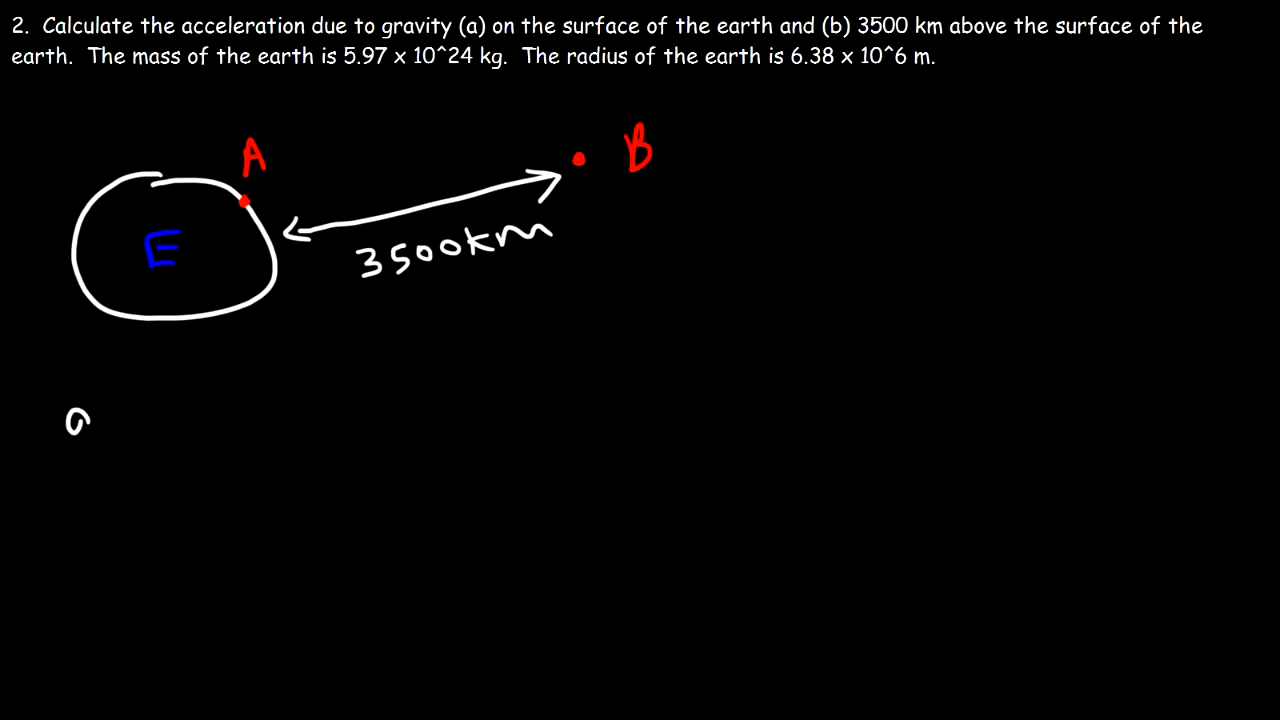 2. Calculate the acceleration due to gravity (a) on the surface of the earth and (b) 3500 km above the surface of the
earth. The mass of the earth is 5.97 x 10^24 kg. The radius of the earth is 6.38 x 10^6 m.
A
B
E
3500km